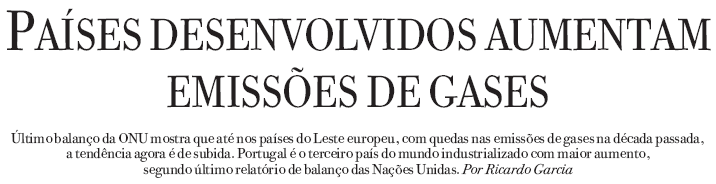 PAÍSES DESENVOLVIDOS AUMENTAM
EMISSÕES DE GASES
Último balanço da ONU mostra que até nos países do Leste europeu, com quedas nas emissões de gases na década passada,
a tendência agora é de subida. Portugal é o terceiro país do mundo industrializado com maior aumento,
segundo último relatório de balanço das Nações Unidas. Por Ricardo Garcia